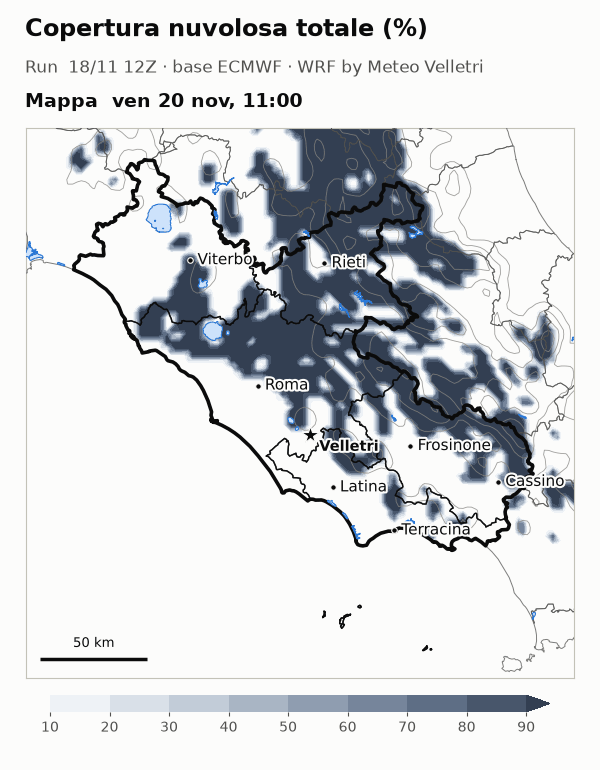 Copertura nuvolosa totale (%)
Run  18/11 12Z · base ECMWF · WRF by Meteo Velletri
Mappa  ven 20 nov, 11:00
Viterbo
Rieti
Roma
Velletri
Frosinone
Latina
Cassino
Terracina
50 km
10 20 30 40 50 60 70 80 90